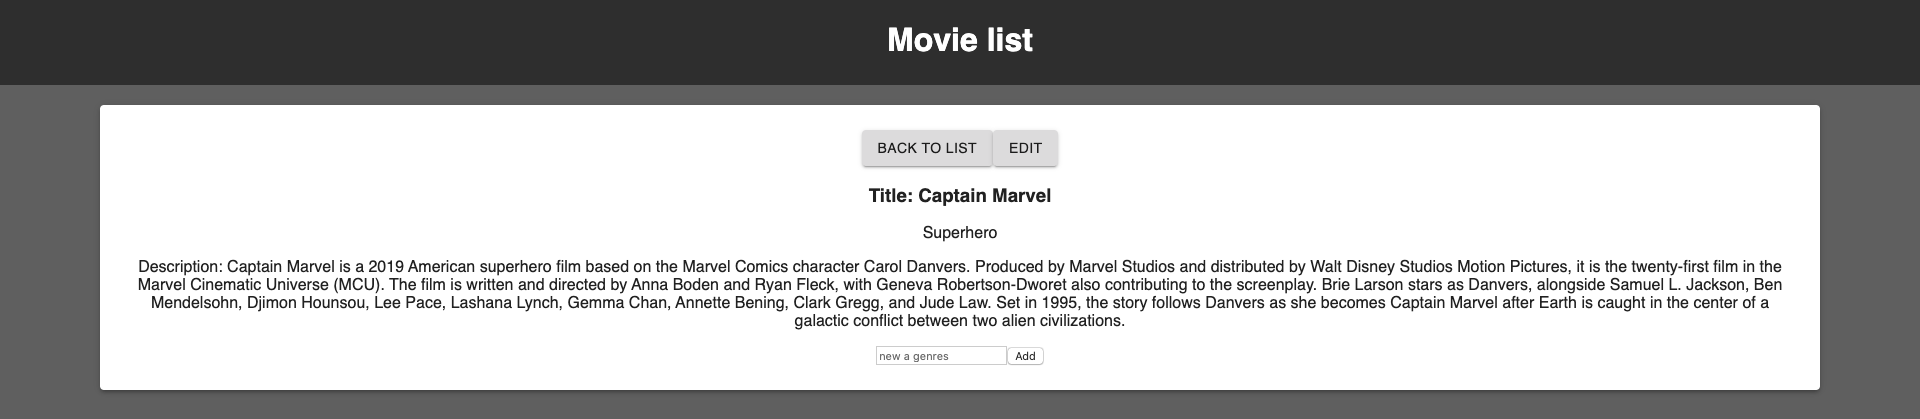 Movie list
BACK TO LIST EDIT
Title: Captain Marvel
Superhero
Description: Captain Marvel is a 2019 American superhero film based on the Marvel Comics character Carol Danvers. Produced by Marvel Studios and distributed by Walt Disney Studios Motion Pictures, it is the twenty-first film in the
Marvel Cinematic Universe (MCU). The film is written and directed by Anna Boden and Ryan Fleck, with Geneva Robertson-Dworet also contributing to the screenplay. Brie Larson stars as Danvers, alongside Samuel L. Jackson, Ben
Mendelsohn, Djimon Hounsou, Lee Pace, Lashana Lynch, Gemma Chan, Annette Bening, Clark Gregg, and Jude Law. Set in 1995, the story follows Danvers as she becomes Captain Marvel after Earth is caught in the center of a
galactic conflict between two alien civilizations.
new a genres Add